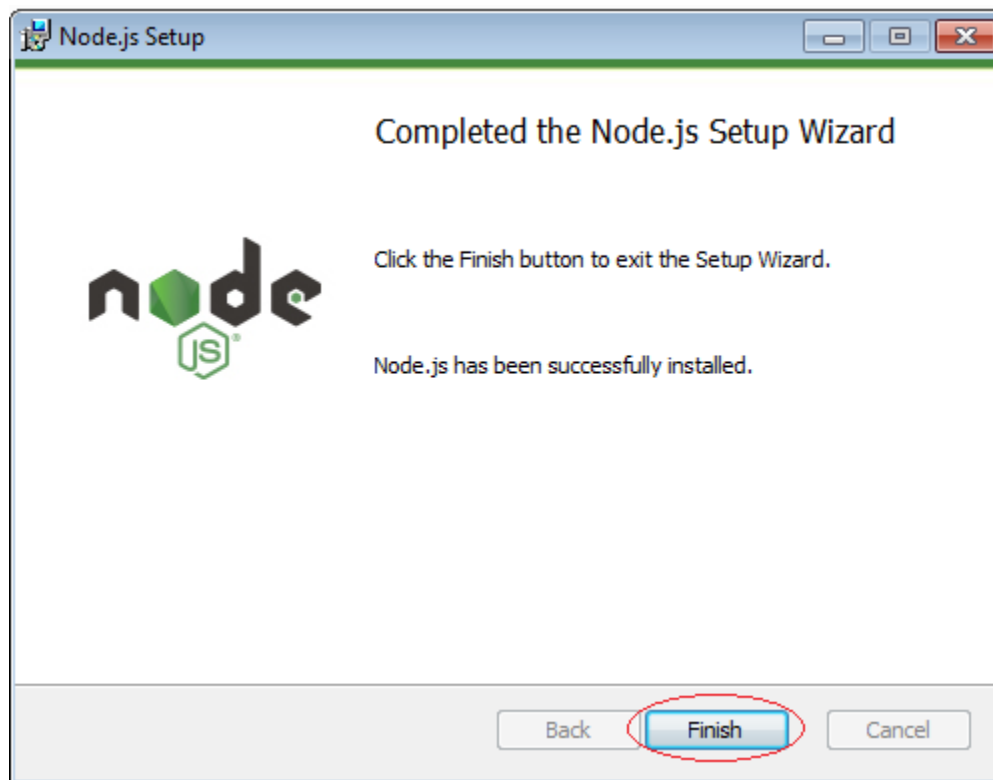 Node.js Setup
Completed the Node.js Setup Wizard
Click the Finish button to exit the Setup Wizard.
node
JS®
Node.js has been successfully installed.
Back Finish Cancel